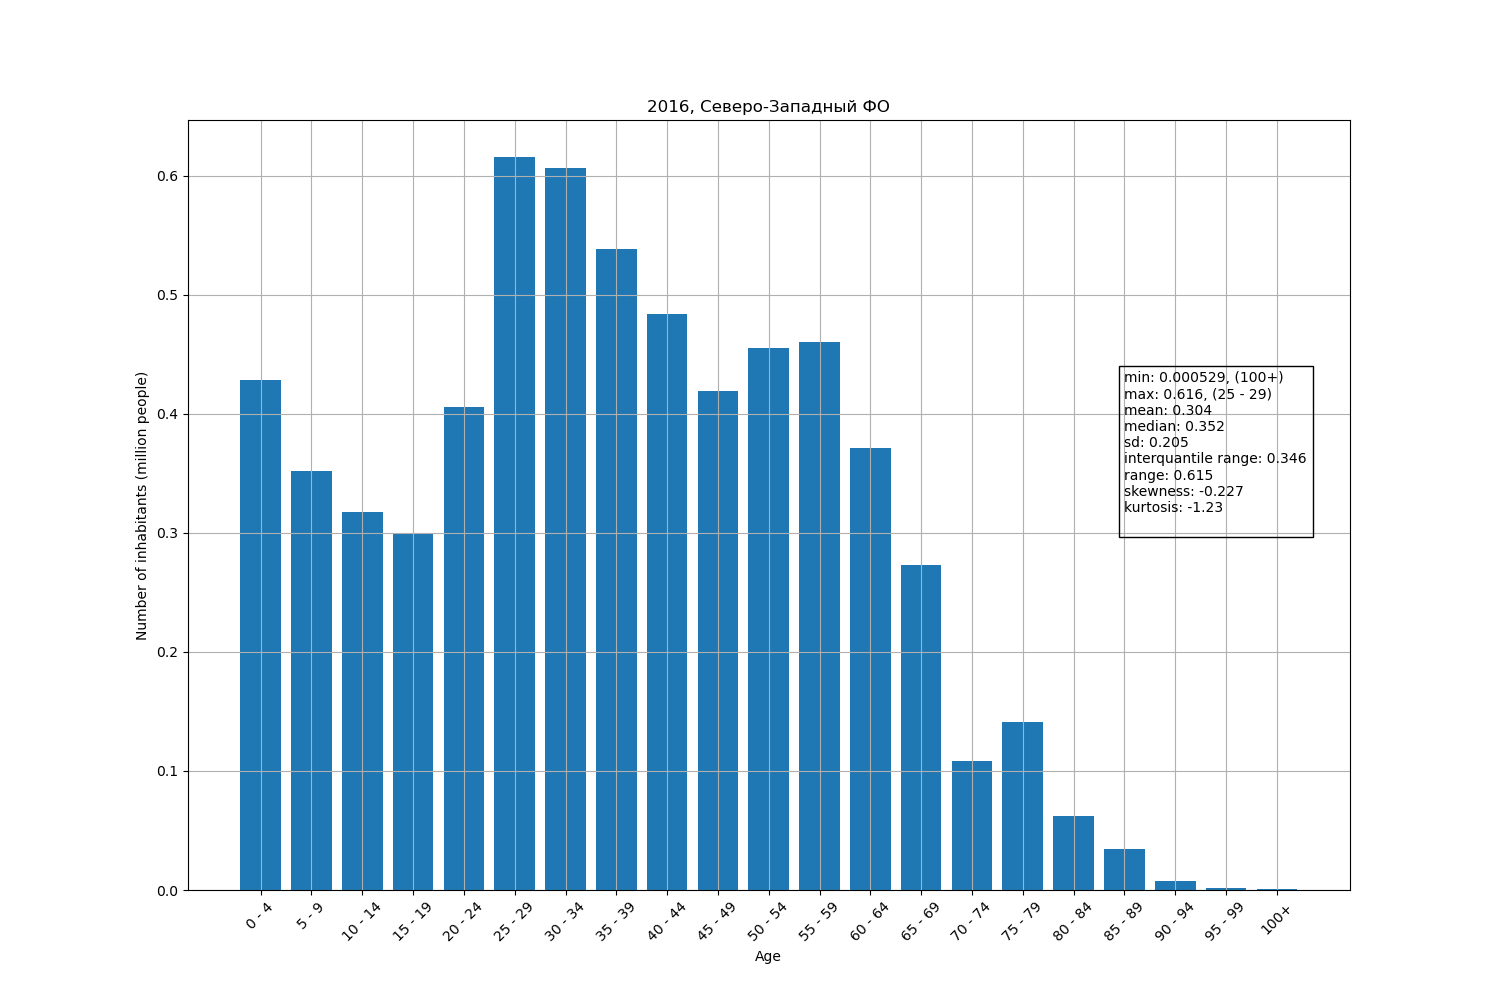 2016, Северо-Западный ФО
Number of inhabitants (million people)
0.6
0.5
0.4
0.3
0.2
0.1
0.0
min: 0.000529, (100+)
max: 0.616, (25 - 29)
mean: 0.304
median: 0.352
sd: 0.205
interquantile range: 0.346
range: 0.615
skewness: -0.227
kurtosis: -1.23
0 - 4
5 - 9
10 - 14
15 - 19
20 - 24
25 - 29
30 - 34
35 - 39
40 - 44
45 - 49
50 - 54
55 - 59
60 - 64
65 - 69
70 - 74
75 - 79
80 - 84
85 - 89
90 - 94
95 - 99
100+
Age